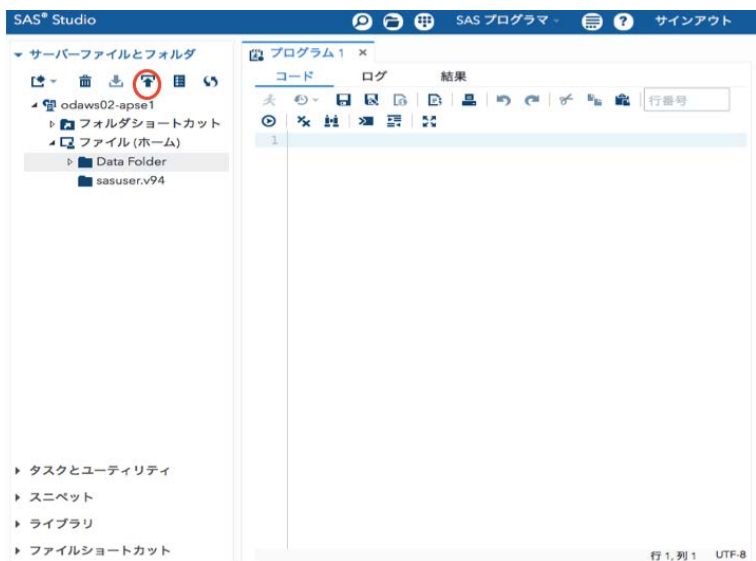 SAS® Studio
SAS プログラマ
サインアウト
サーバーファイルとフォルダ
odaws02-apse1
フォルダショートカット
ファイル (ホーム)
Data Folder
sasuser.v94
タスクとユーティリティ
スニペット
ライブラリ
ファイルショートカット
プログラム 1 ×
コード ログ 結果
行番号
1
行 1, 列 1 UTF-8